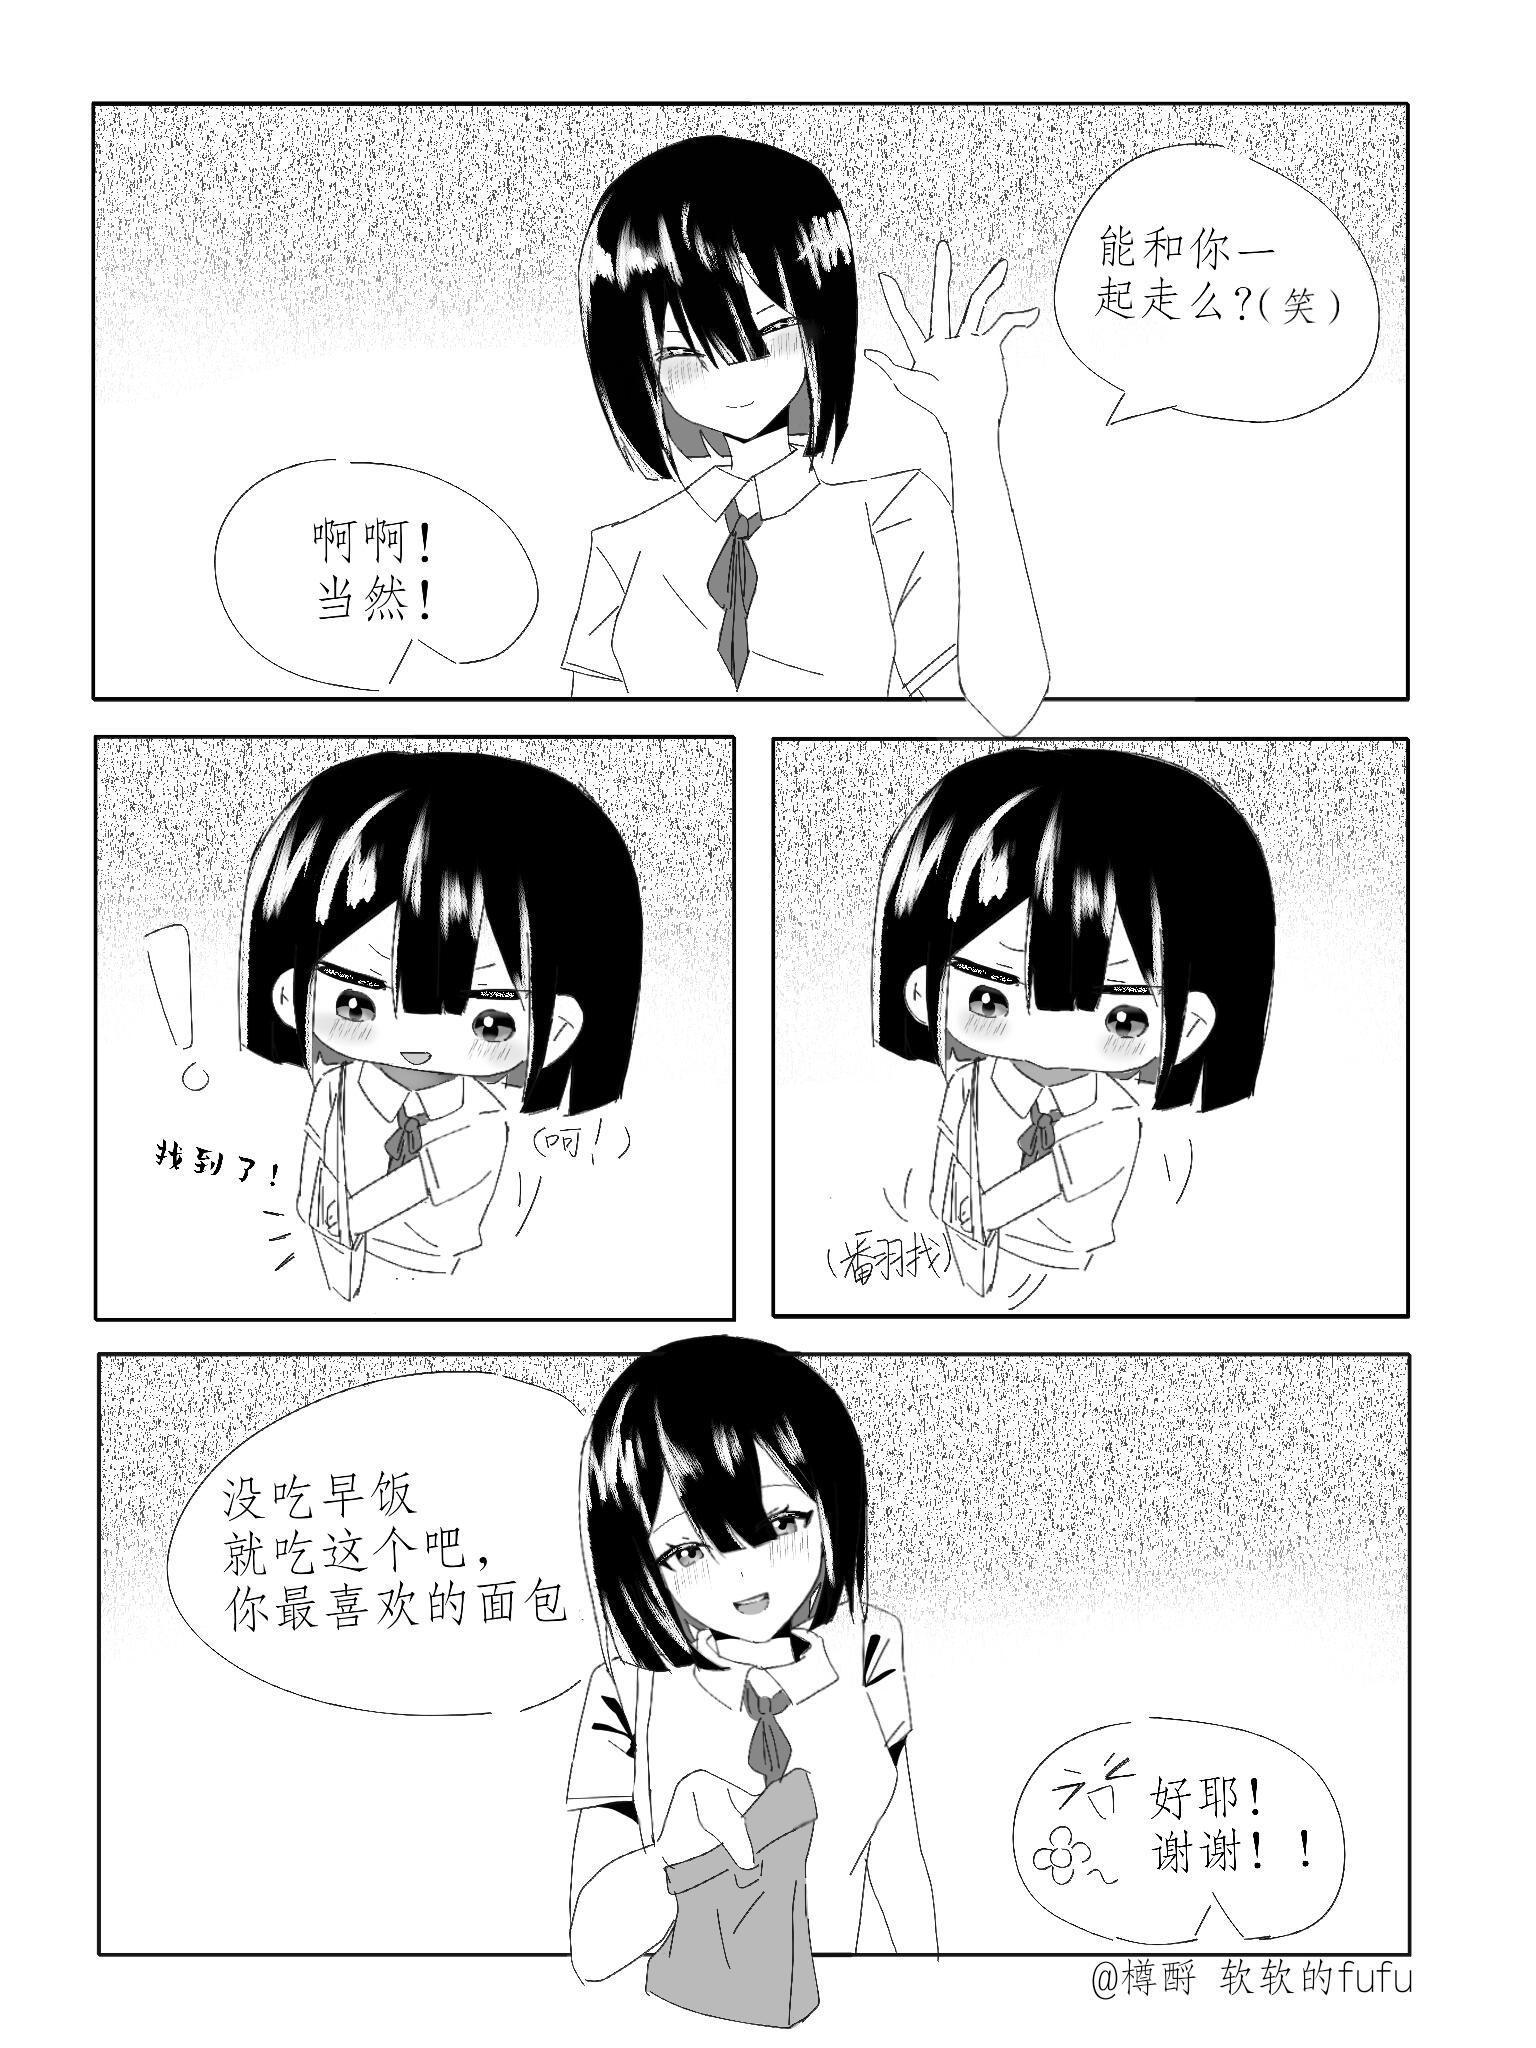 能和你一
起走么?(笑)
啊啊!
当然!
(翻找)
找到了!
(呵!)
没吃早饭
就吃这个吧，
你最喜欢的面包
好耶!
谢谢!!
@樽酹 软软的fufu